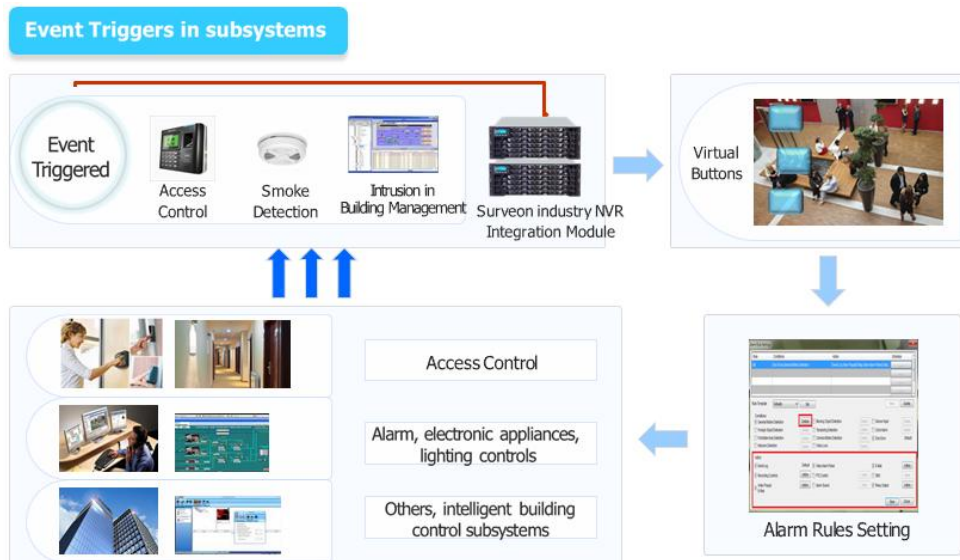 Event Triggers in subsystems
Event
Triggered
Access
Control
Smoke
Detection
Intrusion in
Building Management
Surveon industry NVR
Integration Module
Virtual
Buttons
Access Control
Alarm, electronic appliances,
lighting controls
Others, intelligent building
control subsystems
Alarm Rules Setting